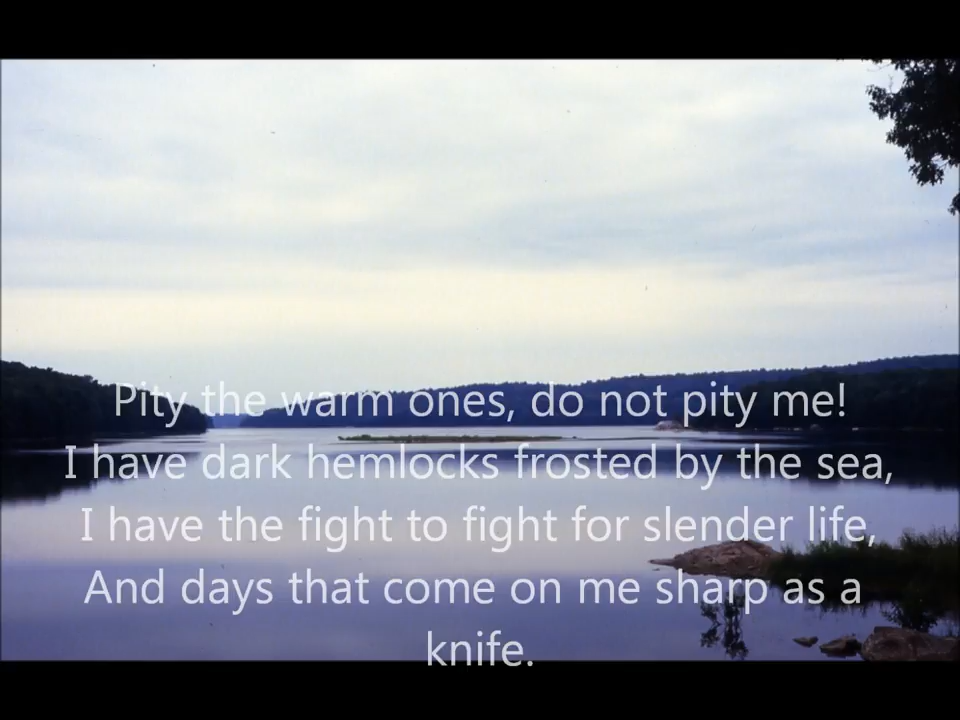 Pity the warm ones, do not pity me!
I have dark hemlocks frosted by the sea,
I have the fight to fight for slender life,
And days that come on me sharp as a
knife.